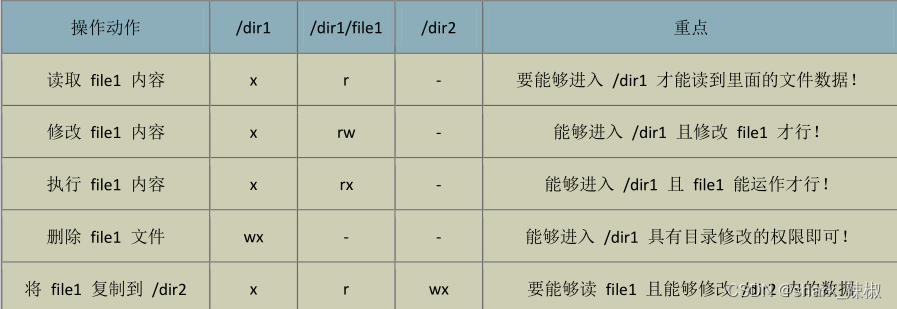 操作动作 /dir1 /dir1/file1 /dir2 重点
读取 file1 内容 x r - 要能够进入 /dir1 才能读到里面的文件数据！
修改 file1 内容 x rw - 能够进入 /dir1 且修改 file1 才行！
执行 file1 内容 x rx - 能够进入 /dir1 且 file1 能运作才行！
删除 file1 文件 wx - - 能够进入 /dir1 具有目录修改的权限即可！
将 file1 复制到 /dir2 x r wx 要能够读 file1 且能够修改 /dir2 内的数据